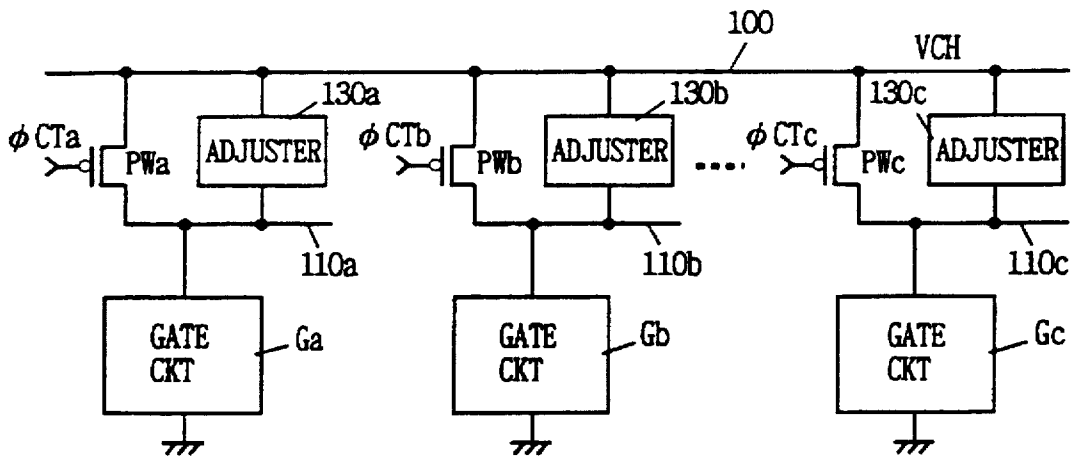 100
VCH
130a
130b
130c
φCTa
φCTb
φCTc
PWa
ADJUSTER
PWb
ADJUSTER
PWc
ADJUSTER
110a
110b
110c
GATE
CKT
Ga
GATE
CKT
Gb
GATE
CKT
Gc